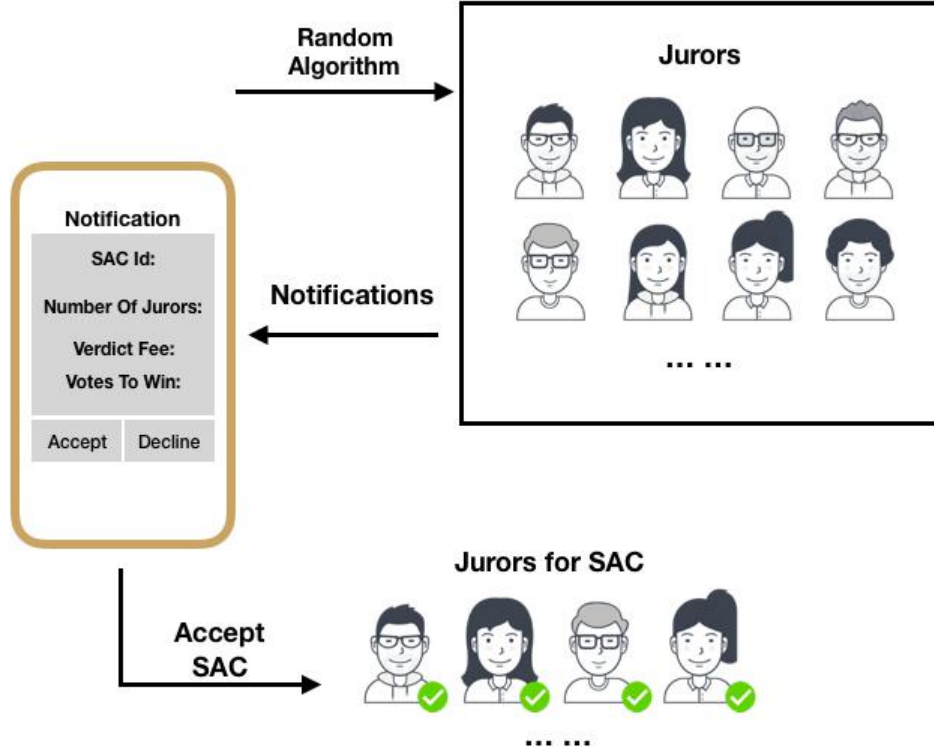 Random
Algorithm
Jurors
Notification
SAC Id:
Number Of Jurors:
Verdict Fee:
Votes To Win:
Accept
Decline
Notifications
... ...
Jurors for SAC
Accept
SAC
... ...